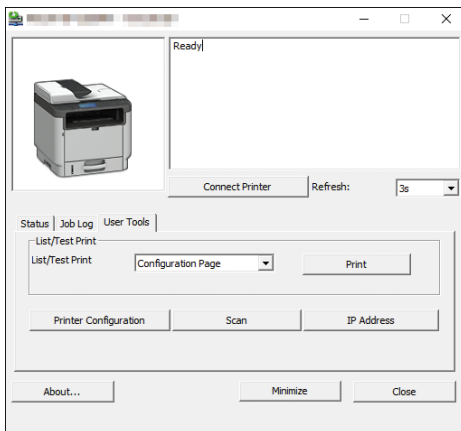 Ready
Connect Printer Refresh: 3s
Status Job Log User Tools
List/Test Print
List/Test Print Configuration Page Print
Printer Configuration Scan IP Address
About... Minimize Close